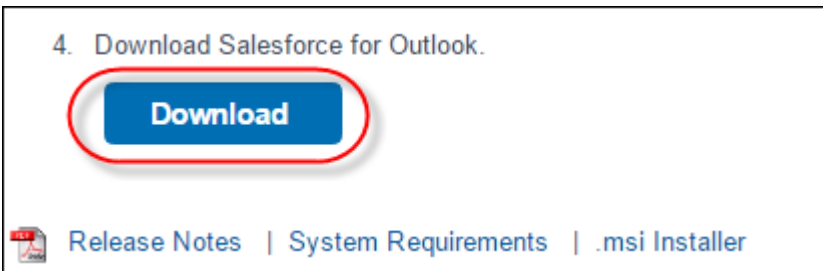 4. Download Salesforce for Outlook.
Download
Release Notes | System Requirements | .msi Installer